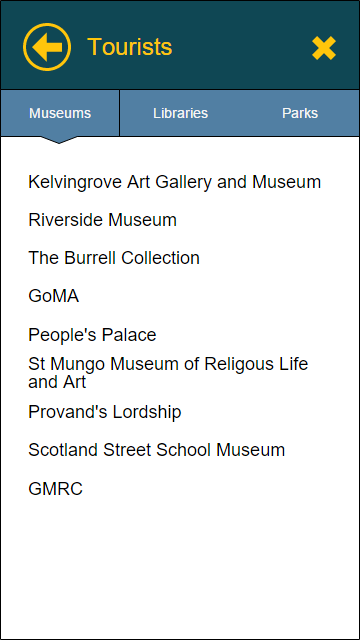 Tourists
Museums
Libraries
Parks
Kelvingrove Art Gallery and Museum
Riverside Museum
The Burrell Collection
GoMA
People's Palace
St Mungo Museum of Religous Life
and Art
Provand's Lordship
Scotland Street School Museum
GMRC